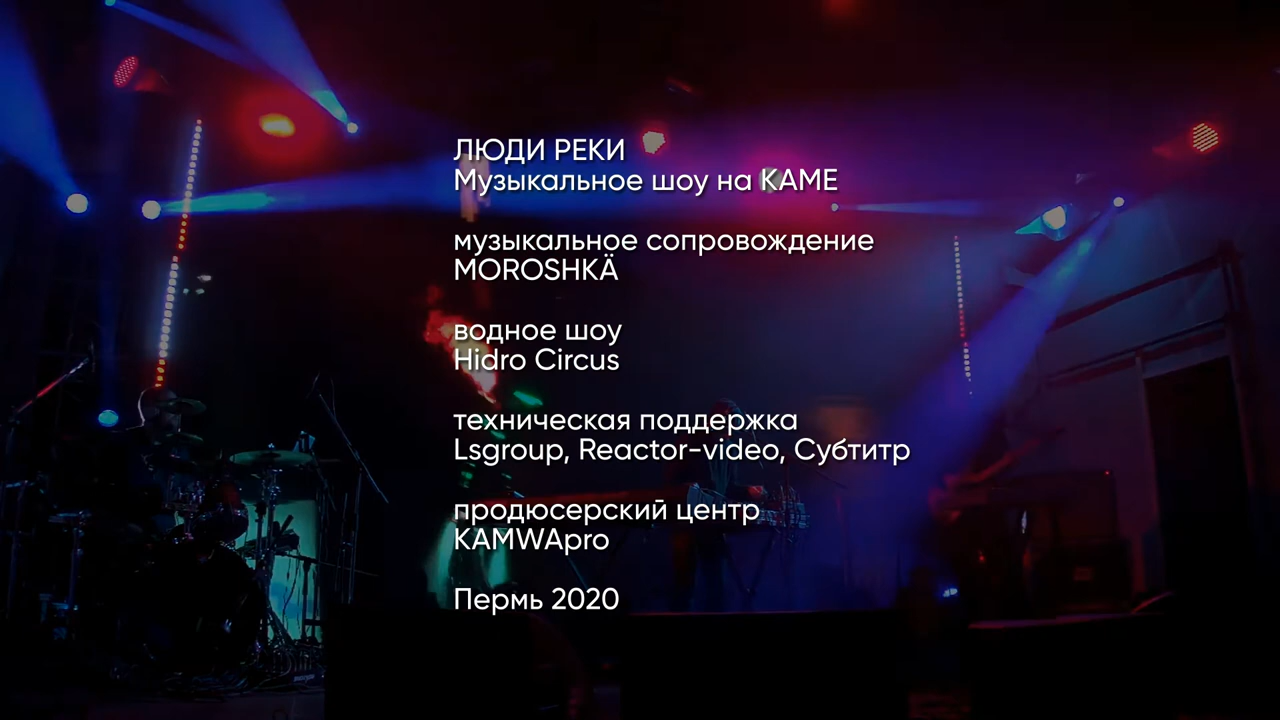 ЛЮДИ РЕКИ
Музыкальное шоу на КАМЕ
музыкальное сопровождение
MOROSHKÄ
водное шоу
Hidro Circus
техническая поддержка
Lsgroup, Reactor-video, Субтитр
продюсерский центр
KAMWApro
Пермь 2020